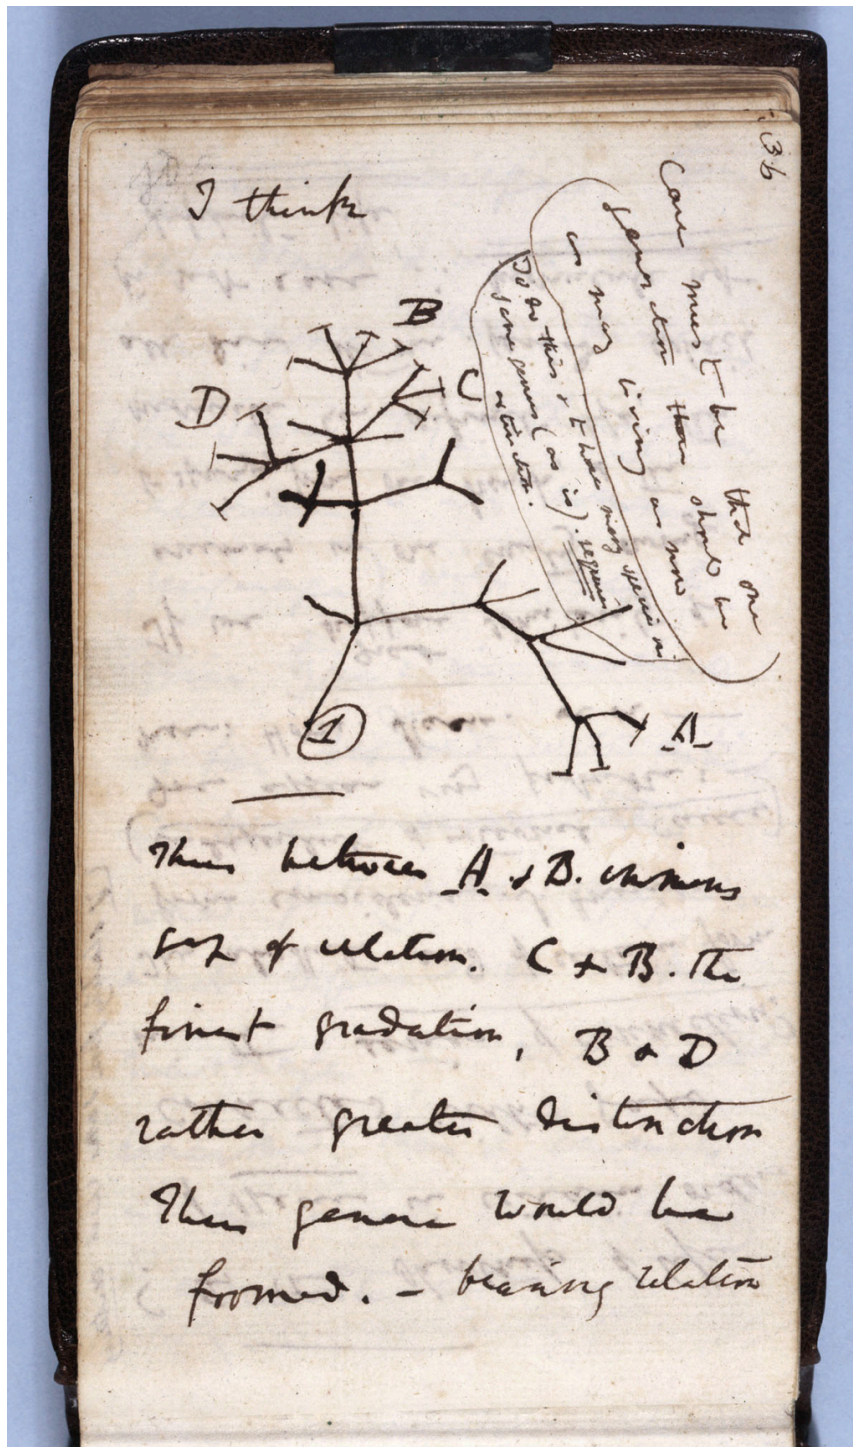 36
I think
Case must be that one
generation then should be
as many living as now
To do this & to have many species in
same genus (as is). requires
extinction.
B
C
D
A
1
Thus between A & B. immens
gap of relation. C & B. The
finest gradation, B & D
rather greater distinction
Thus genera would be
formed. — bearing relation